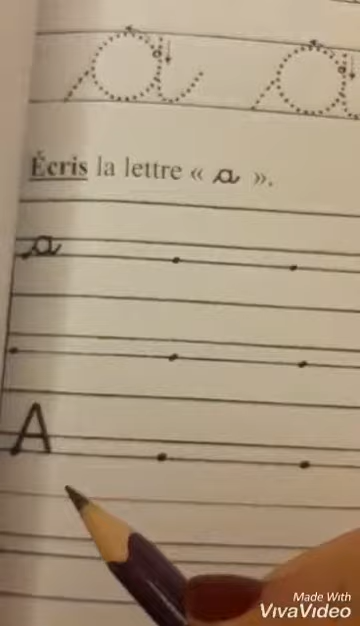 a a
Écris la lettre « a ».
a
A
Made With
VivaVideo